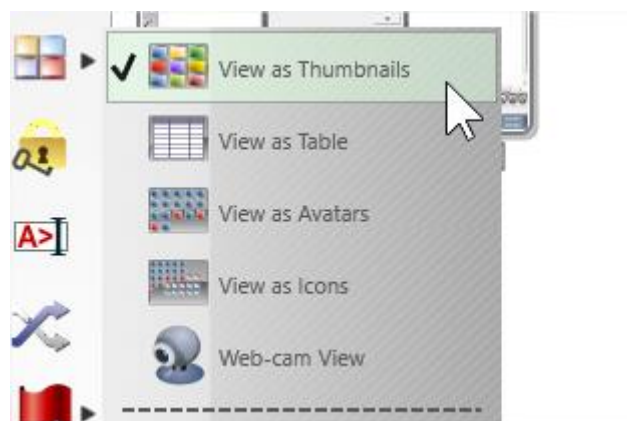 View as Thumbnails
View as Table
View as Avatars
A>
View as Icons
Web-cam View